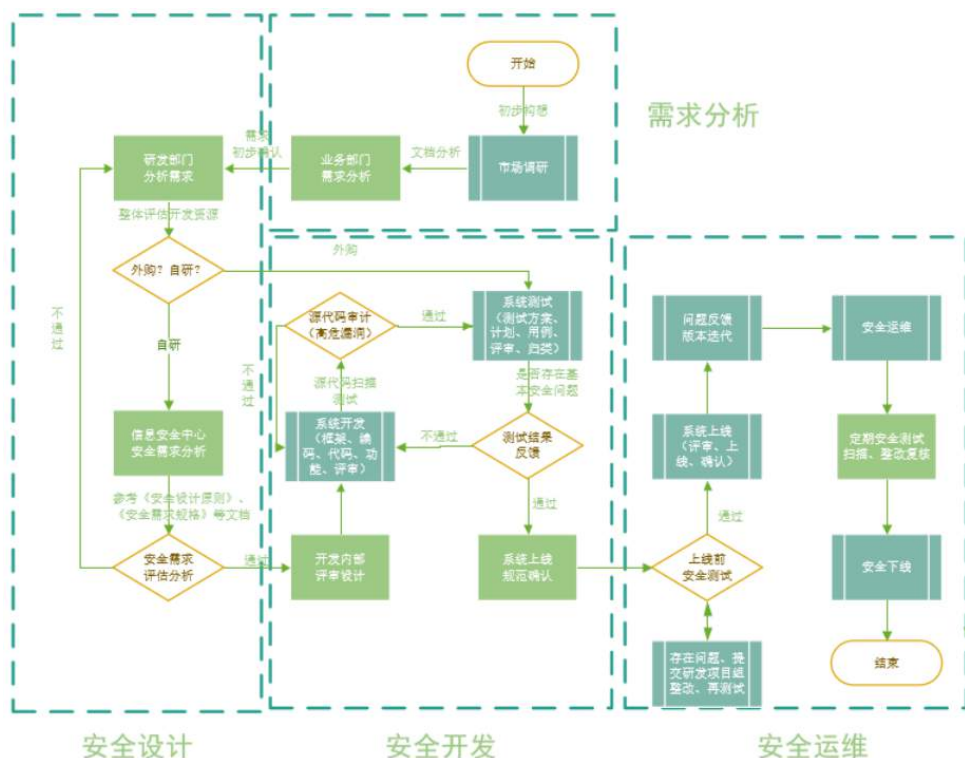 开始
初步构想
需求分析
市场调研
文档分析
业务部门
需求分析
需求
初步确认
研发部门
分析需求
整体评估开发资源
外购？自研？
外购
自研
不
通
过
信息安全中心
安全需求分析
参考《安全设计原则》、
《安全需求规格》等文档
安全需求
评估分析
通过
源代码审计
（高危漏洞）
通过
系统测试
（测试方案、
计划、用例、
评审、归类）
不
通
过
源代码扫描
测试
是否存在基
本安全问题
系统开发
（框架、编
码、代码、功
能、评审）
不通过
测试结果
反馈
通过
开发内部
评审设计
系统上线
规范确认
问题反馈
版本迭代
安全运维
系统上线
（评审、上
线、确认）
定期安全测试
扫描、整改复核
通过
上线前
安全测试
安全下线
存在问题、提
交研发项目组
整改、再测试
结束
安全设计
安全开发
安全运维